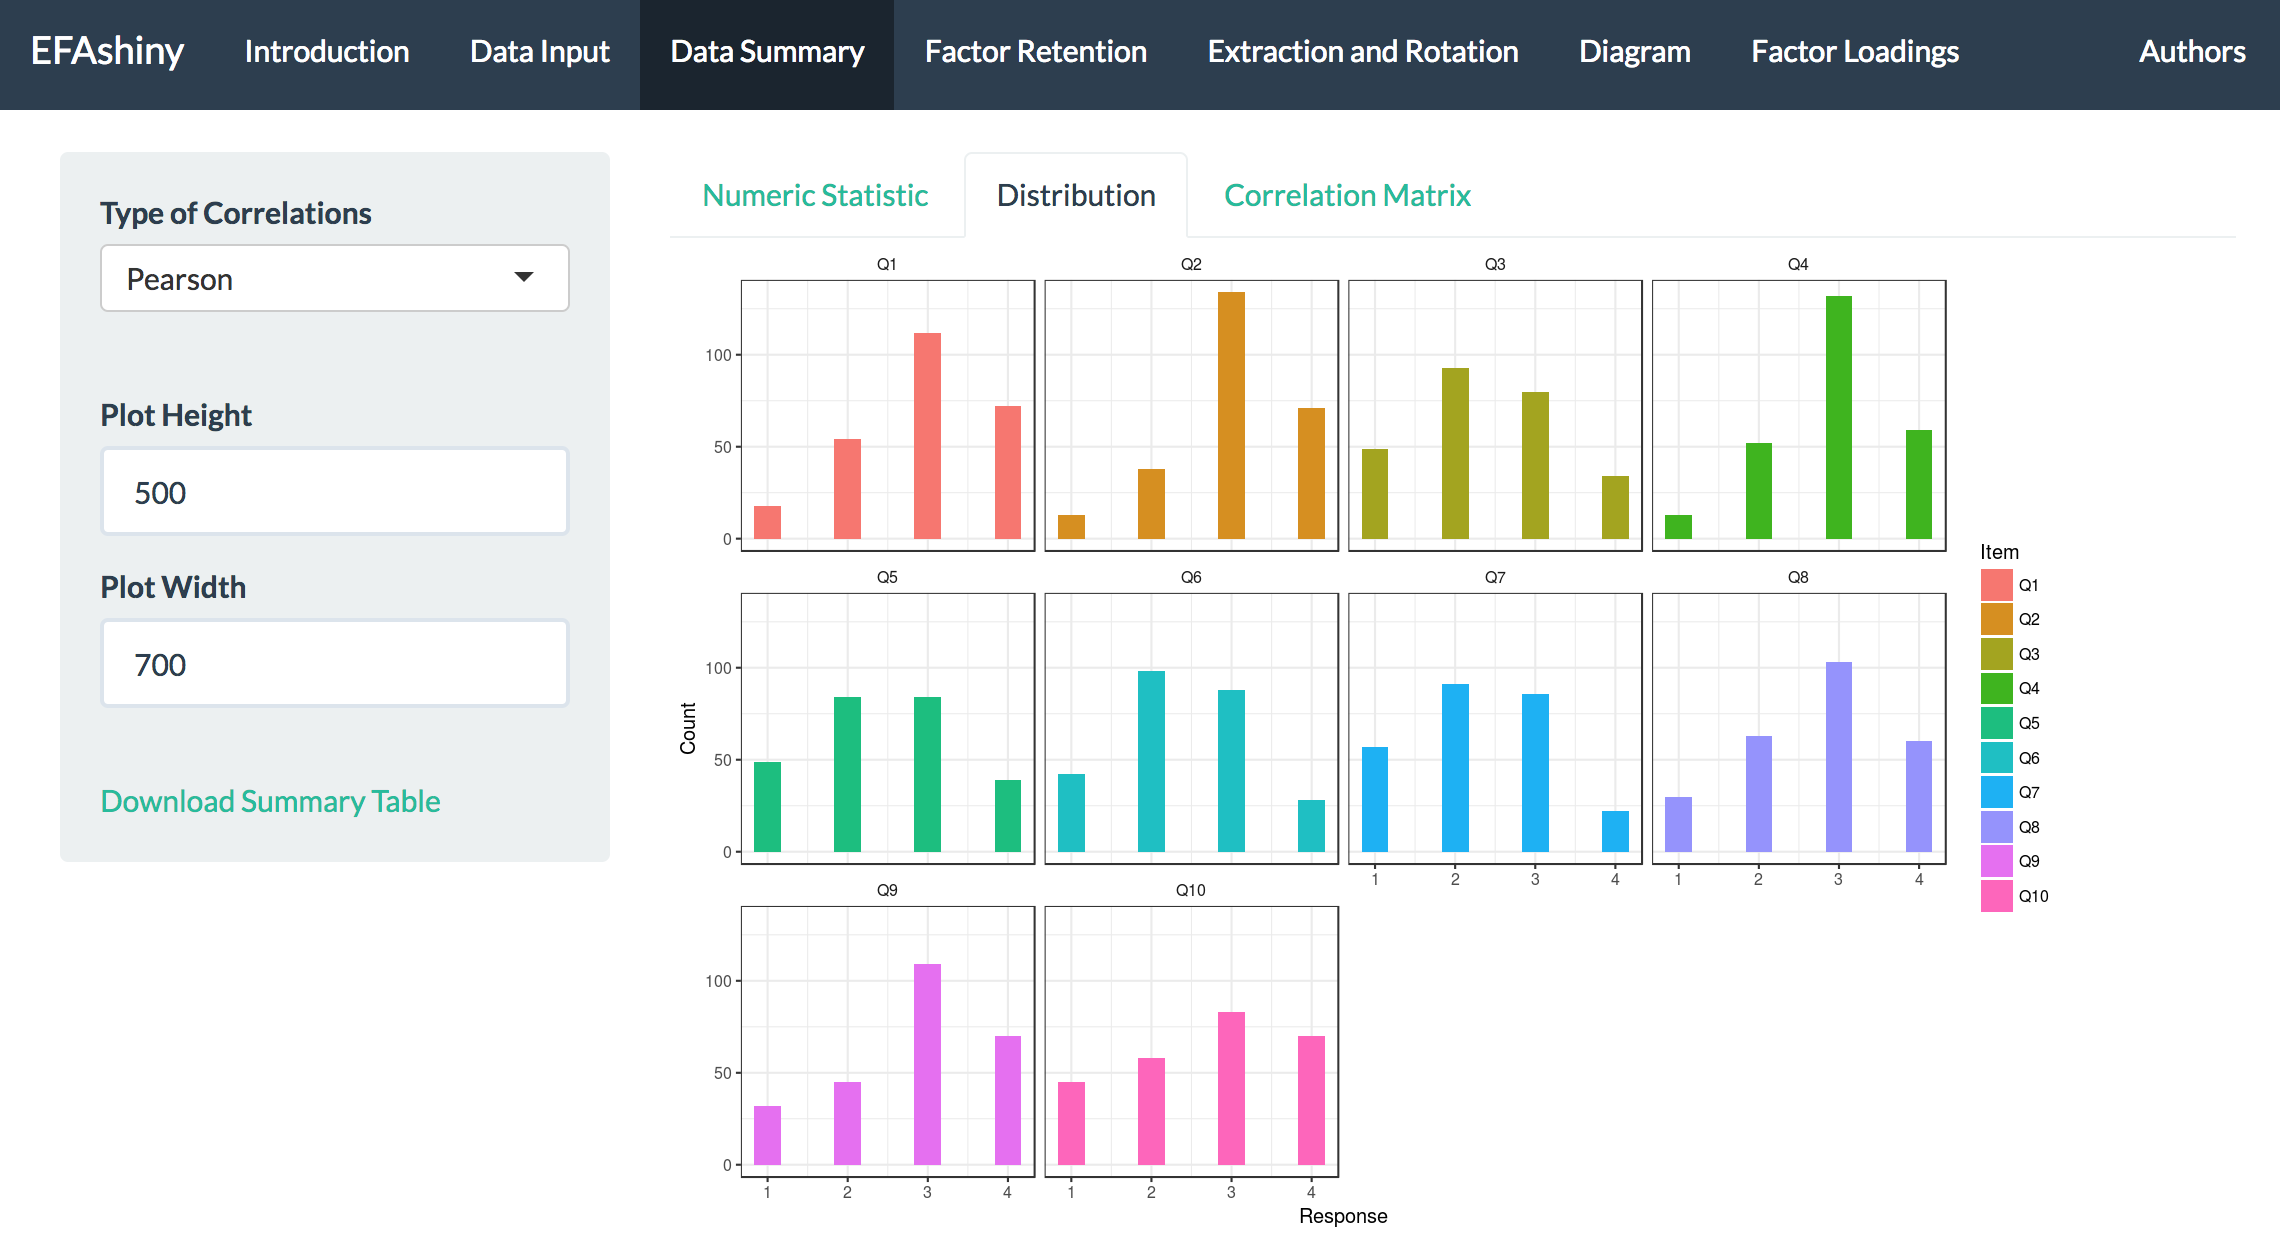 EFAshiny Introduction Data Input Data Summary Factor Retention Extraction and Rotation Diagram Factor Loadings Authors
Type of Correlations
Pearson
Plot Height
500
Plot Width
700
Download Summary Table
Numeric Statistic Distribution Correlation Matrix
Q1 Q2 Q3 Q4
100
50
0
Q5 Q6 Q7 Q8
100
50
0
1 2 3 4 1 2 3 4
Q9 Q10
100
50
0
1 2 3 4 1 2 3 4
Count
Response
Item
Q1
Q2
Q3
Q4
Q5
Q6
Q7
Q8
Q9
Q10